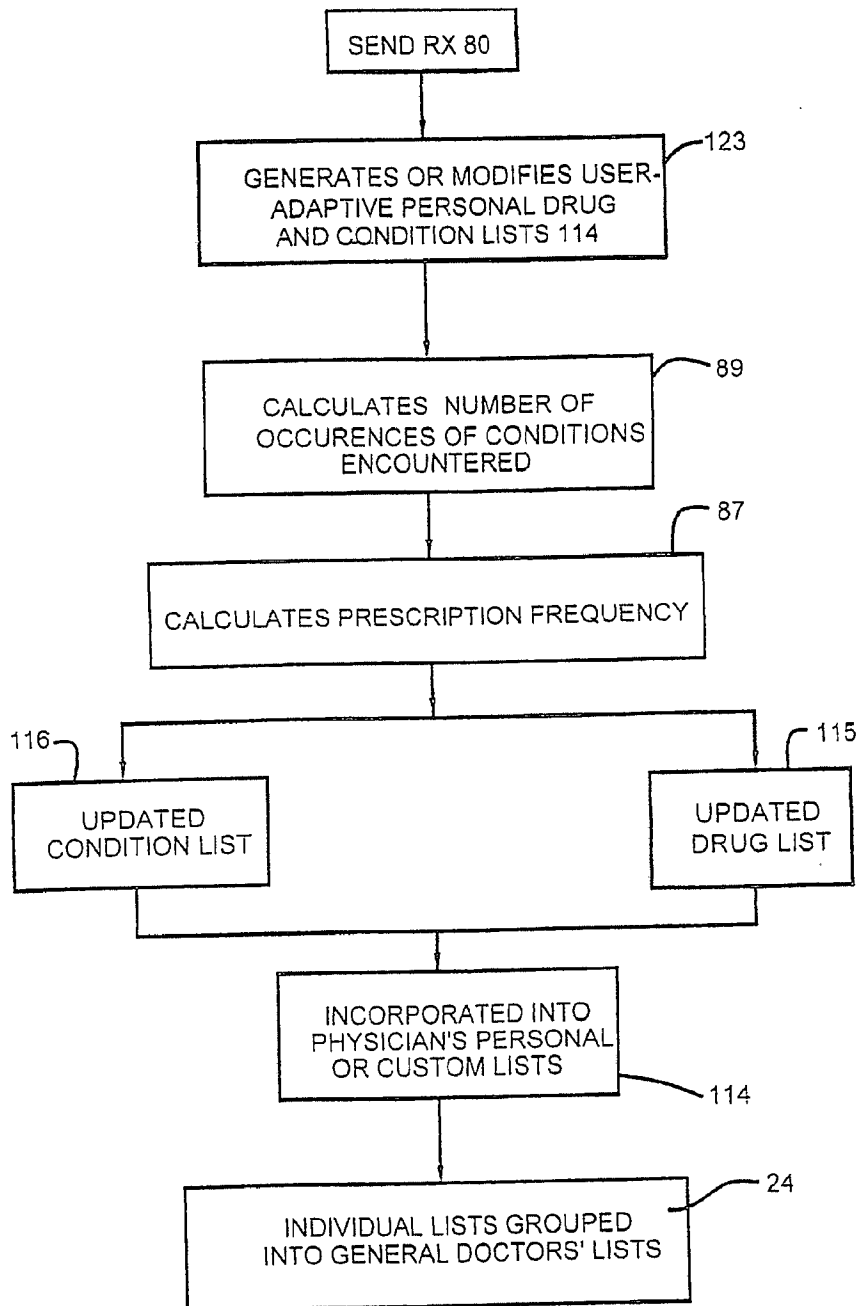 SEND RX 80
123
GENERATES OR MODIFIES USER-
ADAPTIVE PERSONAL DRUG
AND CONDITION LISTS 114
89
CALCULATES NUMBER OF
OCCURENCES OF CONDITIONS
ENCOUNTERED
87
CALCULATES PRESCRIPTION FREQUENCY
116
UPDATED
CONDITION LIST
115
UPDATED
DRUG LIST
INCORPORATED INTO
PHYSICIAN'S PERSONAL
OR CUSTOM LISTS
114
24
INDIVIDUAL LISTS GROUPED
INTO GENERAL DOCTORS' LISTS